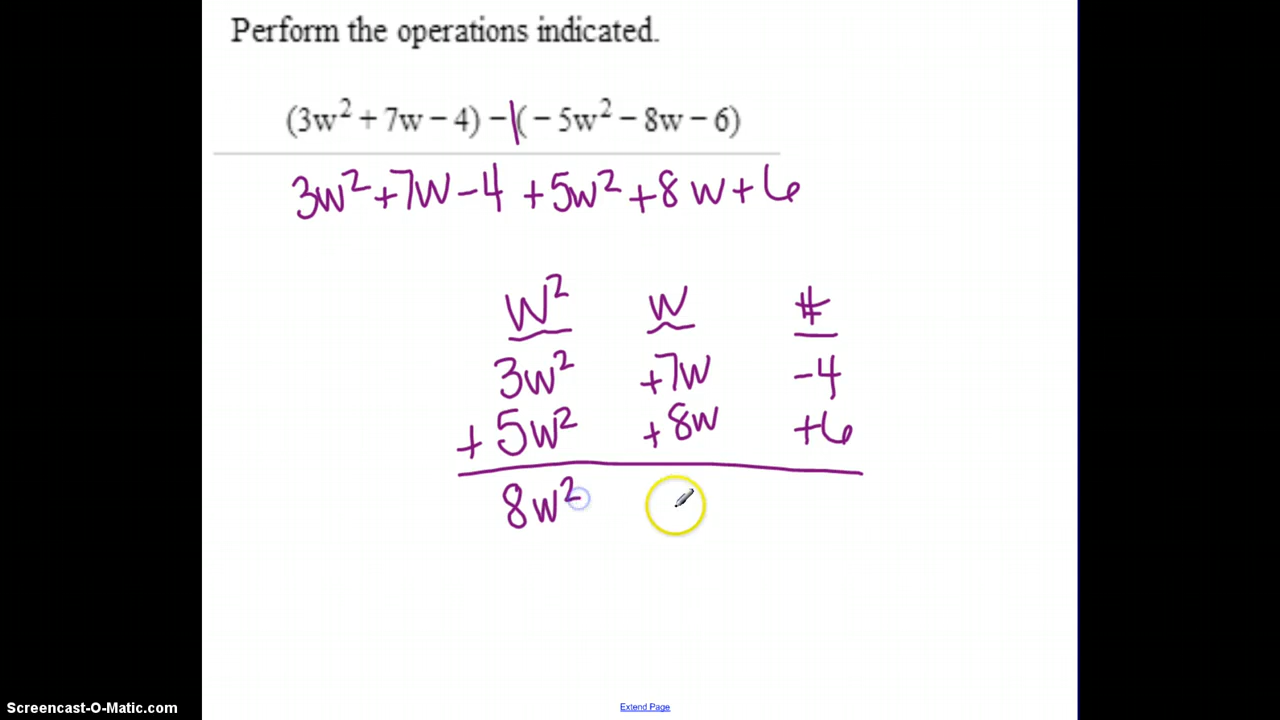 Perform the operations indicated.
(3w² + 7w − 4) − 1(− 5w² − 8w − 6)
3w² + 7w − 4 + 5w² + 8w + 6
w² w #
3w² +7w −4
+ 5w² +8w +6
8w²
Screencast-O-Matic.com
Extend Page